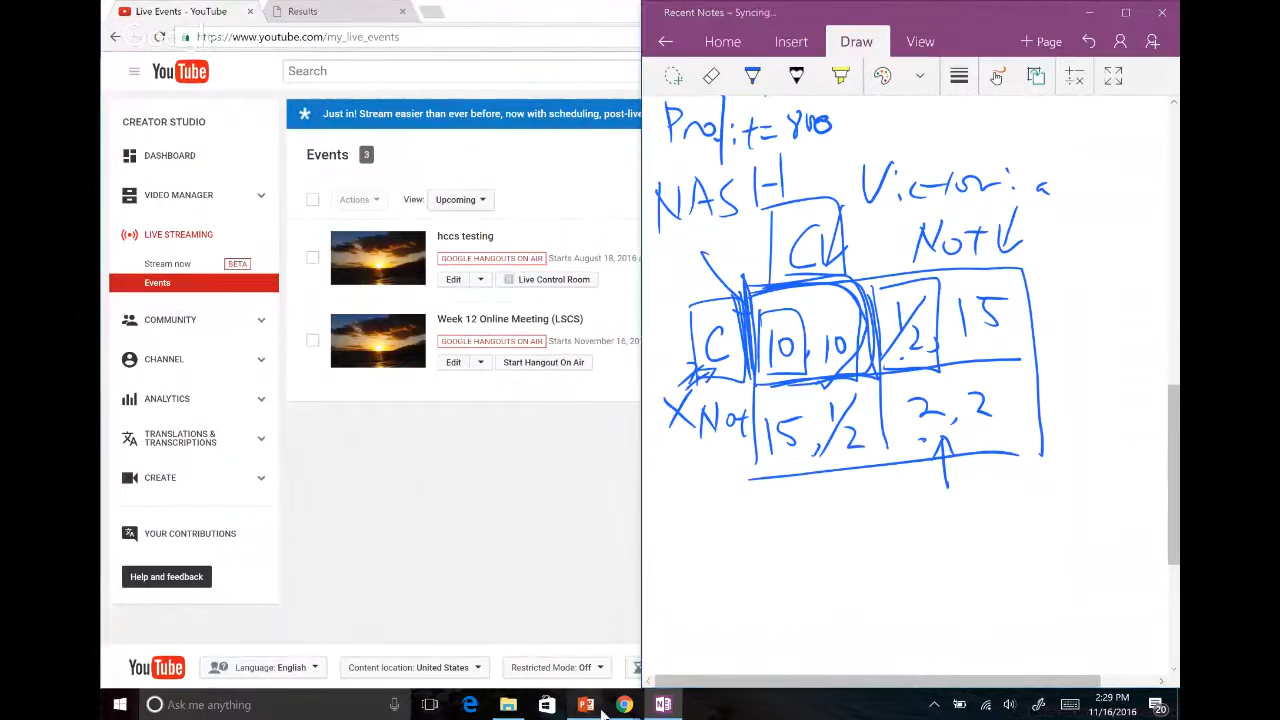 Live Events - YouTube
Results
https://www.youtube.com/my_live_events
YouTube
Search
CREATOR STUDIO
DASHBOARD
VIDEO MANAGER
LIVE STREAMING
Stream now
BETA
Events
COMMUNITY
CHANNEL
ANALYTICS
TRANSLATIONS &
TRANSCRIPTIONS
CREATE
YOUR CONTRIBUTIONS
Help and feedback
Just in! Stream easier than ever before, now with scheduling, post-live
Events 3
Actions
View:
Upcoming
hccs testing
GOOGLE HANGOUTS ON AIR Starts August 18, 2016
Edit
Live Control Room
Week 12 Online Meeting (LSCS)
GOOGLE HANGOUTS ON AIR Starts November 16, 20
Edit
Start Hangout On Air
YouTube
Language: English
Content location: United States
Restricted Mode: Off
Recent Notes – Syncing...
Home
Insert
Draw
View
+ Page
Profit =
NASH
Victor: a
C
Not
C 10, 10 1/2, 15
X Not 15, 1/2 2, 2
Ask me anything
2:29 PM
11/16/2016
20